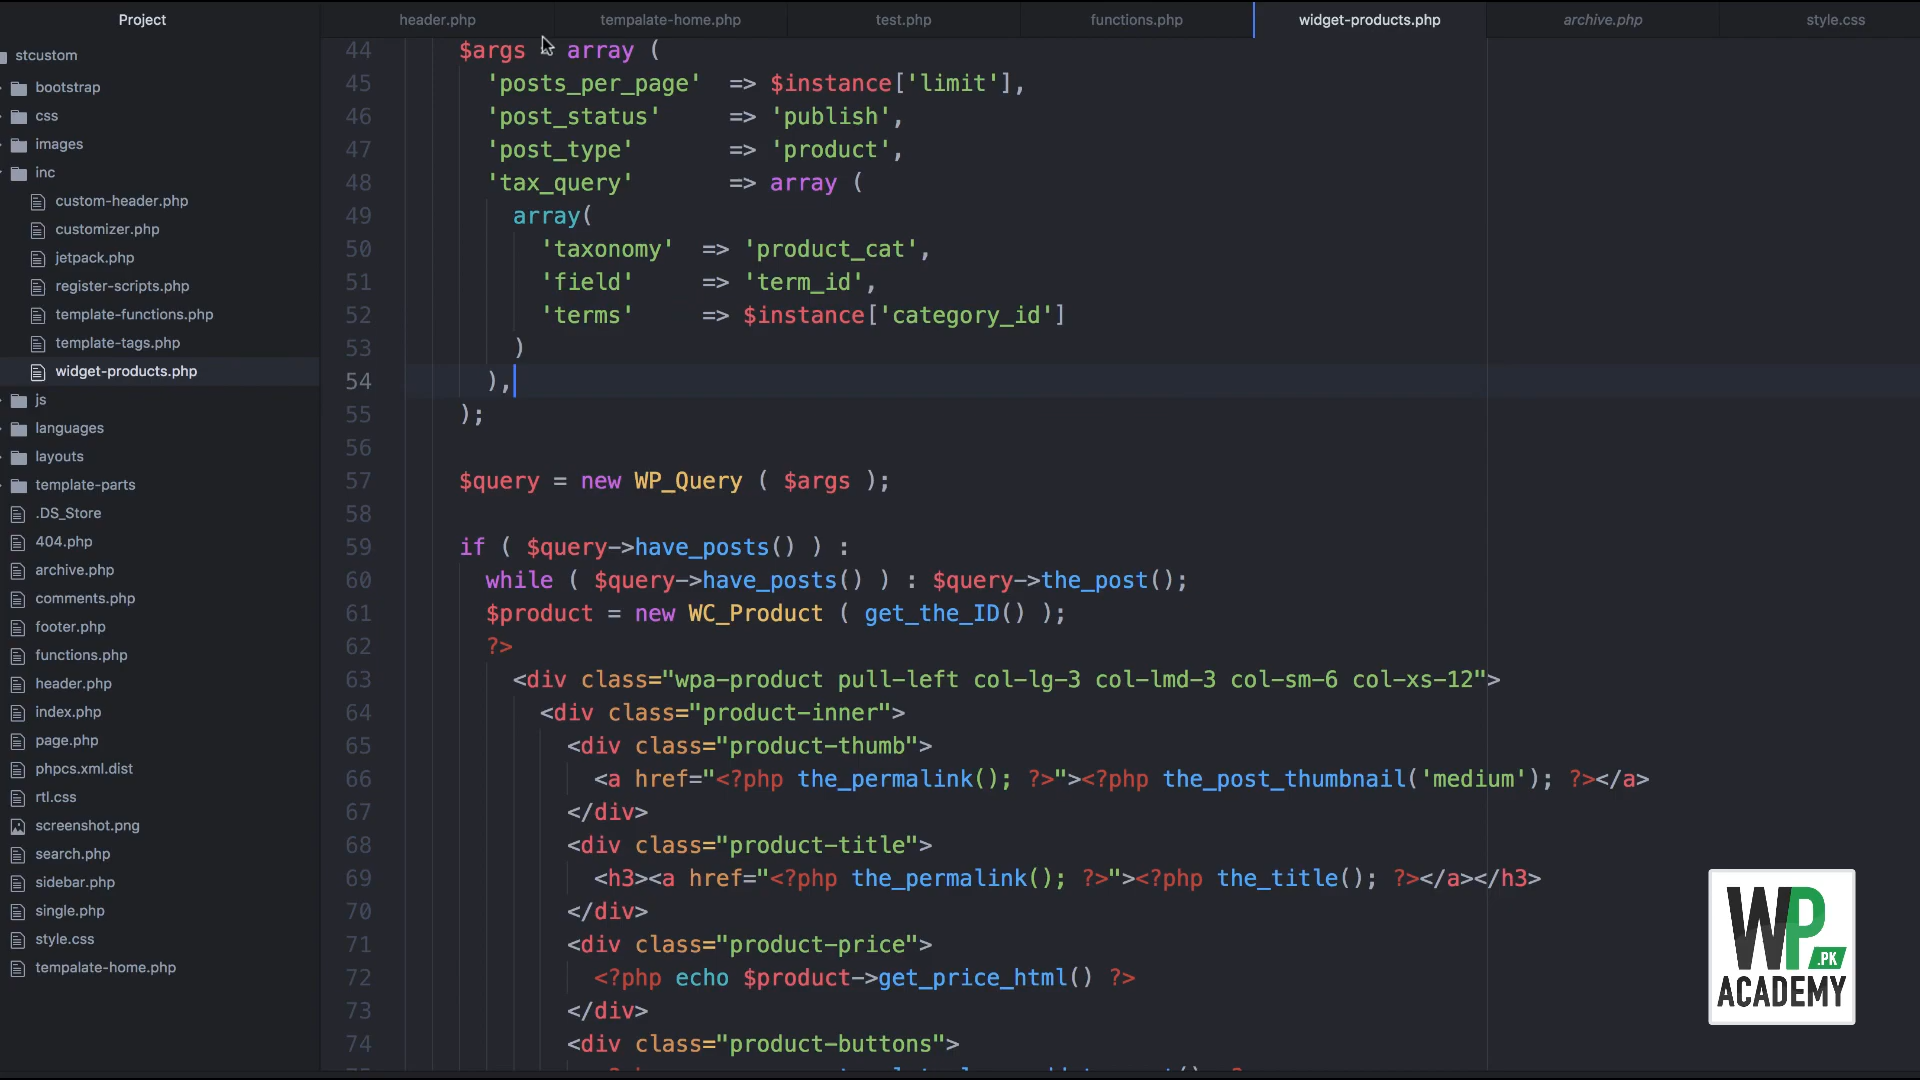 Project
header.php
tempalate-home.php
test.php
functions.php
widget-products.php
archive.php
style.css
stcustom
bootstrap
css
images
inc
custom-header.php
customizer.php
jetpack.php
register-scripts.php
template-functions.php
template-tags.php
widget-products.php
js
languages
layouts
template-parts
.DS_Store
404.php
archive.php
comments.php
footer.php
functions.php
header.php
index.php
page.php
phpcs.xml.dist
rtl.css
screenshot.png
search.php
sidebar.php
single.php
style.css
tempalate-home.php
44 $args array (
45 'posts_per_page' => $instance['limit'],
46 'post_status' => 'publish',
47 'post_type' => 'product',
48 'tax_query' => array (
49 array(
50 'taxonomy' => 'product_cat',
51 'field' => 'term_id',
52 'terms' => $instance['category_id']
53 )
54 ),
55 );
56
57 $query = new WP_Query ( $args );
58
59 if ( $query->have_posts() ) :
60 while ( $query->have_posts() ) : $query->the_post();
61 $product = new WC_Product ( get_the_ID() );
62 ?>
63 <div class="wpa-product pull-left col-lg-3 col-lmd-3 col-sm-6 col-xs-12">
64 <div class="product-inner">
65 <div class="product-thumb">
66 <a href="<?php the_permalink(); ?>"><?php the_post_thumbnail('medium'); ?></a>
67 </div>
68 <div class="product-title">
69 <h3><a href="<?php the_permalink(); ?>"><?php the_title(); ?></a></h3>
70 </div>
71 <div class="product-price">
72 <?php echo $product->get_price_html() ?>
73 </div>
74 <div class="product-buttons">
WP
.PK
ACADEMY